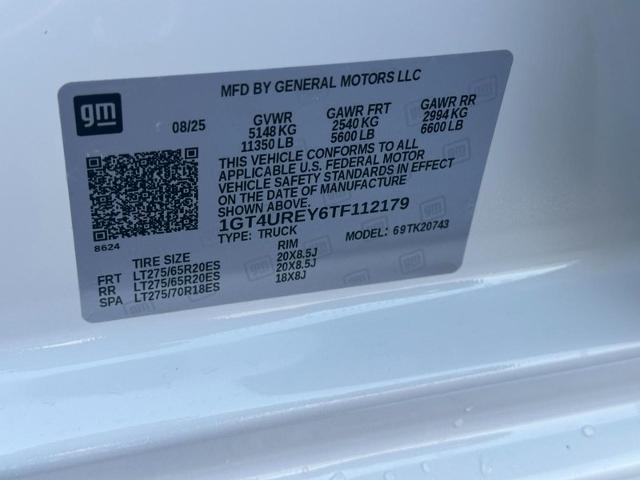 MFD BY GENERAL MOTORS LLC
gm
08/25
GVWR
5148 KG
11350 LB
GAWR FRT
2540 KG
5600 LB
GAWR RR
2994 KG
6600 LB
THIS VEHICLE CONFORMS TO ALL
APPLICABLE U.S. FEDERAL MOTOR
VEHICLE SAFETY STANDARDS IN EFFECT
ON THE DATE OF MANUFACTURE
SHOWN ABOVE.
1GT4UREY6TF112179
TYPE: TRUCK
MODEL: 69TK20743
8624
TIRE SIZE RIM
FRT LT275/65R20ES 20X8.5J
RR LT275/65R20ES 20X8.5J
SPA LT275/70R18ES 18X8J